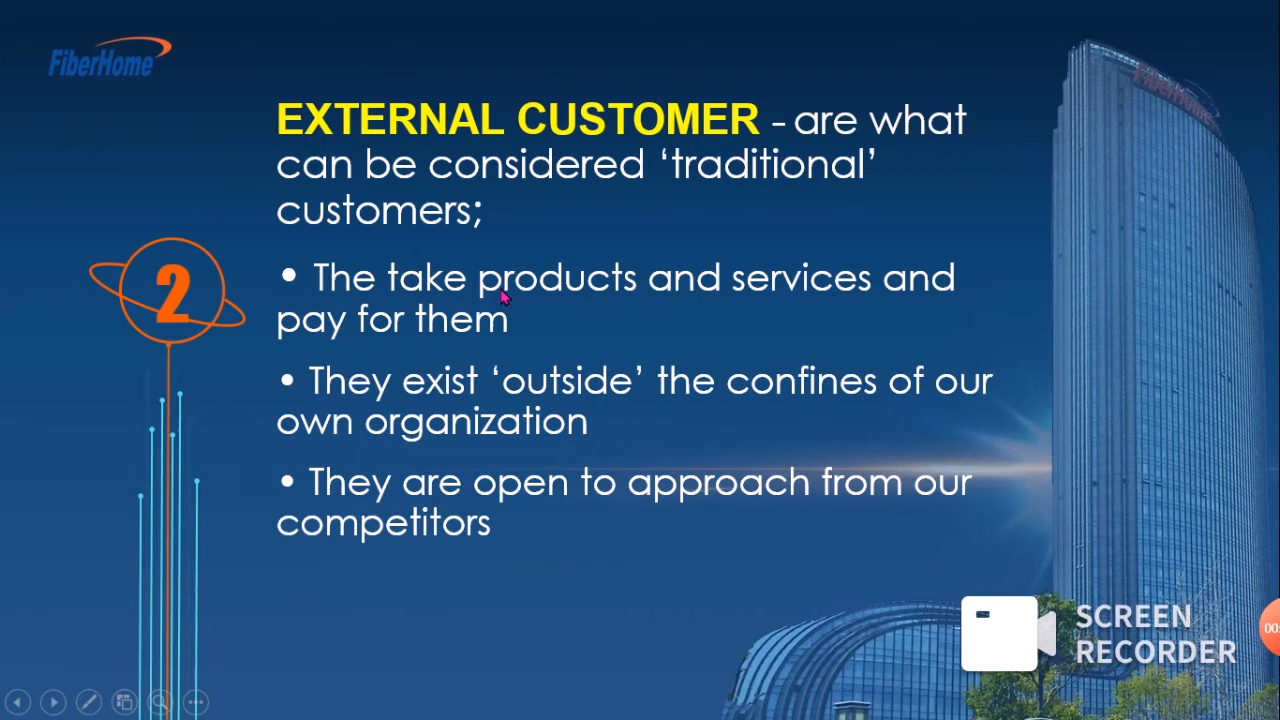 FiberHome
EXTERNAL CUSTOMER - are what
can be considered ‘traditional’
customers;
2
• The take products and services and
pay for them
• They exist ‘outside’ the confines of our
own organization
• They are open to approach from our
competitors
SCREEN
RECORDER